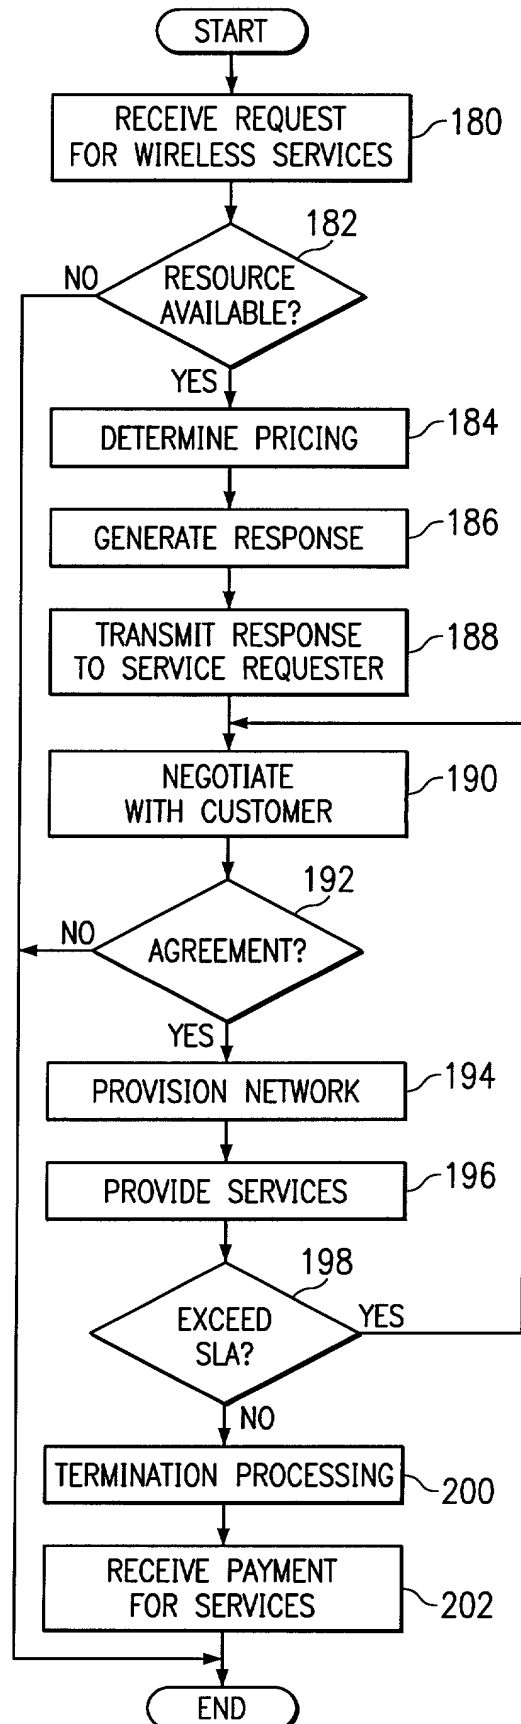 START
RECEIVE REQUEST
FOR WIRELESS SERVICES
180
182
NO
RESOURCE
AVAILABLE?
YES
DETERMINE PRICING
184
GENERATE RESPONSE
186
TRANSMIT RESPONSE
TO SERVICE REQUESTER
188
NEGOTIATE
WITH CUSTOMER
190
192
NO
AGREEMENT?
YES
PROVISION NETWORK
194
PROVIDE SERVICES
196
198
EXCEED
SLA?
YES
NO
TERMINATION PROCESSING
200
RECEIVE PAYMENT
FOR SERVICES
202
END